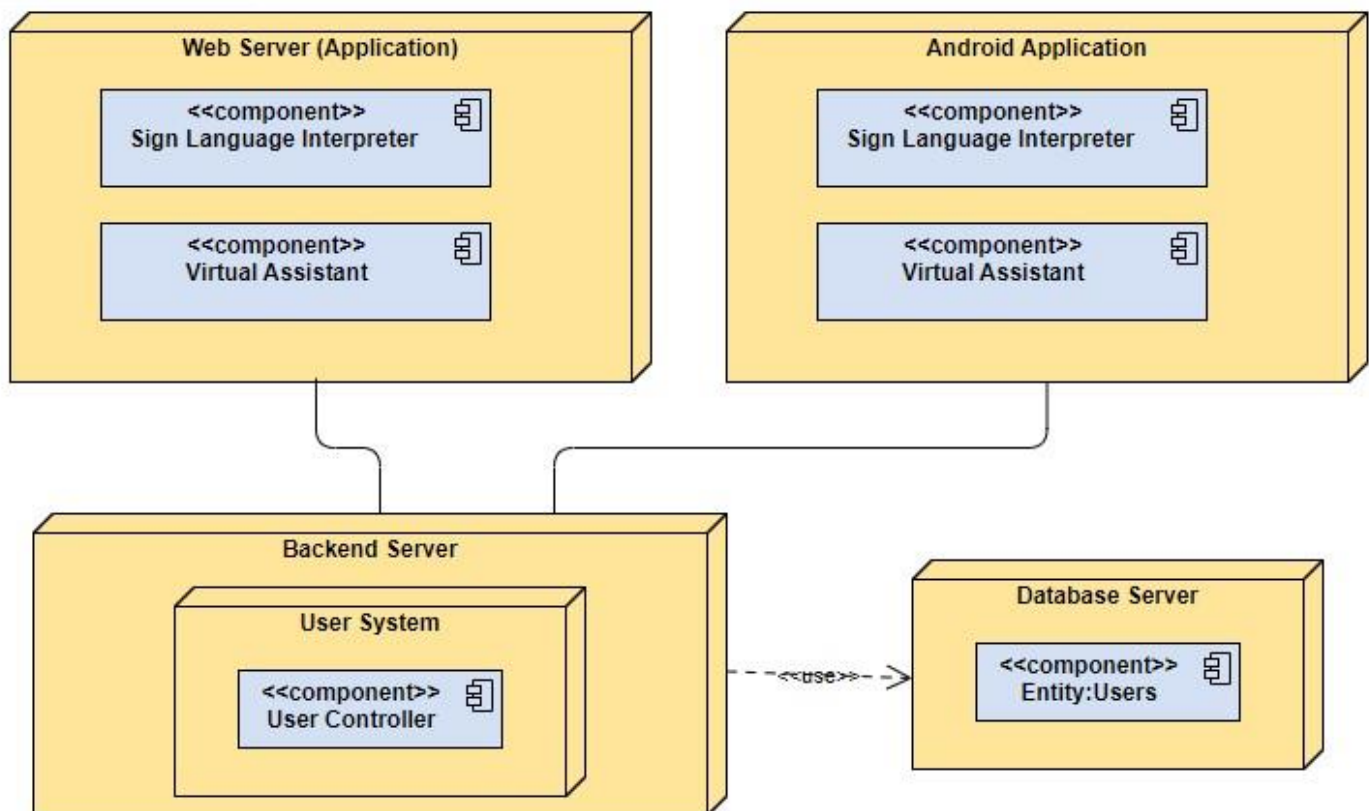 Web Server (Application)
<<component>>
Sign Language Interpreter
<<component>>
Virtual Assistant
Android Application
<<component>>
Sign Language Interpreter
<<component>>
Virtual Assistant
Backend Server
User System
<<component>>
User Controller
<<use>>
Database Server
<<component>>
Entity:Users